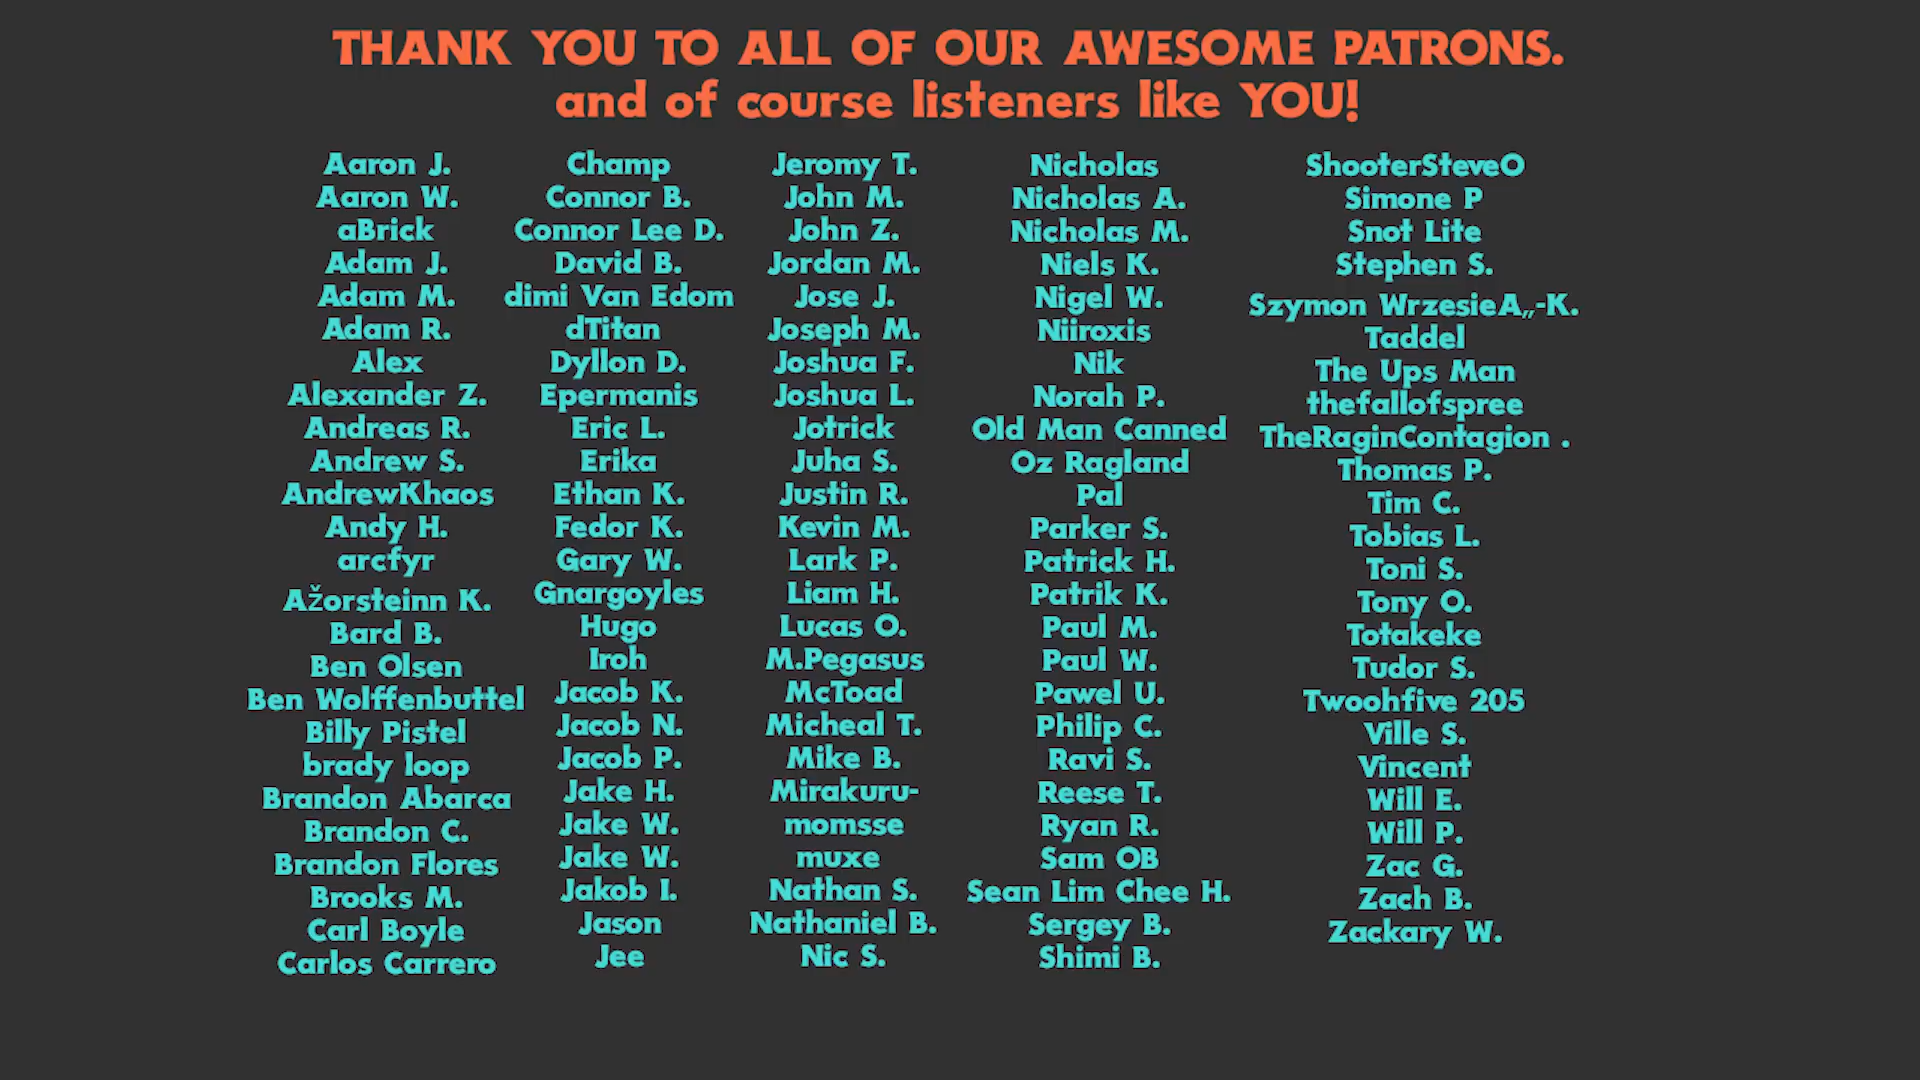 THANK YOU TO ALL OF OUR AWESOME PATRONS.
and of course listeners like YOU!
Aaron J.
Aaron W.
aBrick
Adam J.
Adam M.
Adam R.
Alex
Alexander Z.
Andreas R.
Andrew S.
AndrewKhaos
Andy H.
arcfyr
Ažorsteinn K.
Bard B.
Ben Olsen
Ben Wolffenbuttel
Billy Pistel
brady loop
Brandon Abarca
Brandon C.
Brandon Flores
Brooks M.
Carl Boyle
Carlos Carrero
Champ
Connor B.
Connor Lee D.
David B.
dimi Van Edom
dTitan
Dyllon D.
Epermanis
Eric L.
Erika
Ethan K.
Fedor K.
Gary W.
Gnargoyles
Hugo
Iroh
Jacob K.
Jacob N.
Jacob P.
Jake H.
Jake W.
Jake W.
Jakob I.
Jason
Jee
Jeromy T.
John M.
John Z.
Jordan M.
Jose J.
Joseph M.
Joshua F.
Joshua L.
Jotrick
Juha S.
Justin R.
Kevin M.
Lark P.
Liam H.
Lucas O.
M.Pegasus
McToad
Micheal T.
Mike B.
Mirakuru-
momsse
muxe
Nathan S.
Nathaniel B.
Nic S.
Nicholas
Nicholas A.
Nicholas M.
Niels K.
Nigel W.
Niiroxis
Nik
Norah P.
Old Man Canned
Oz Ragland
Pal
Parker S.
Patrick H.
Patrik K.
Paul M.
Paul W.
Pawel U.
Philip C.
Ravi S.
Reese T.
Ryan R.
Sam OB
Sean Lim Chee H.
Sergey B.
Shimi B.
ShooterSteveO
Simone P
Snot Lite
Stephen S.
Szymon WrzesieA„-K.
Taddel
The Ups Man
thefallofspree
TheRaginContagion .
Thomas P.
Tim C.
Tobias L.
Toni S.
Tony O.
Totakeke
Tudor S.
Twoohfive 205
Ville S.
Vincent
Will E.
Will P.
Zac G.
Zach B.
Zackary W.